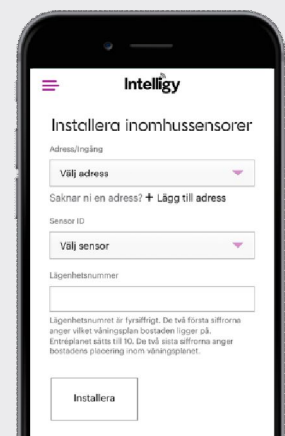 Intelligy
Installera inomhussensorer
Adress/Ingång
Välj adress
Saknar ni en adress? + Lägg till adress
Sensor ID
Välj sensor
Lägenhetsnummer
Lägenhetsnumret är fyrsiffrigt. De två första siffrorna
anger vilket våningsplan bostaden ligger på.
Entréplanet sätts till 10. De två sista siffrorna anger
bostadens placering inom våningsplanet.
Installera